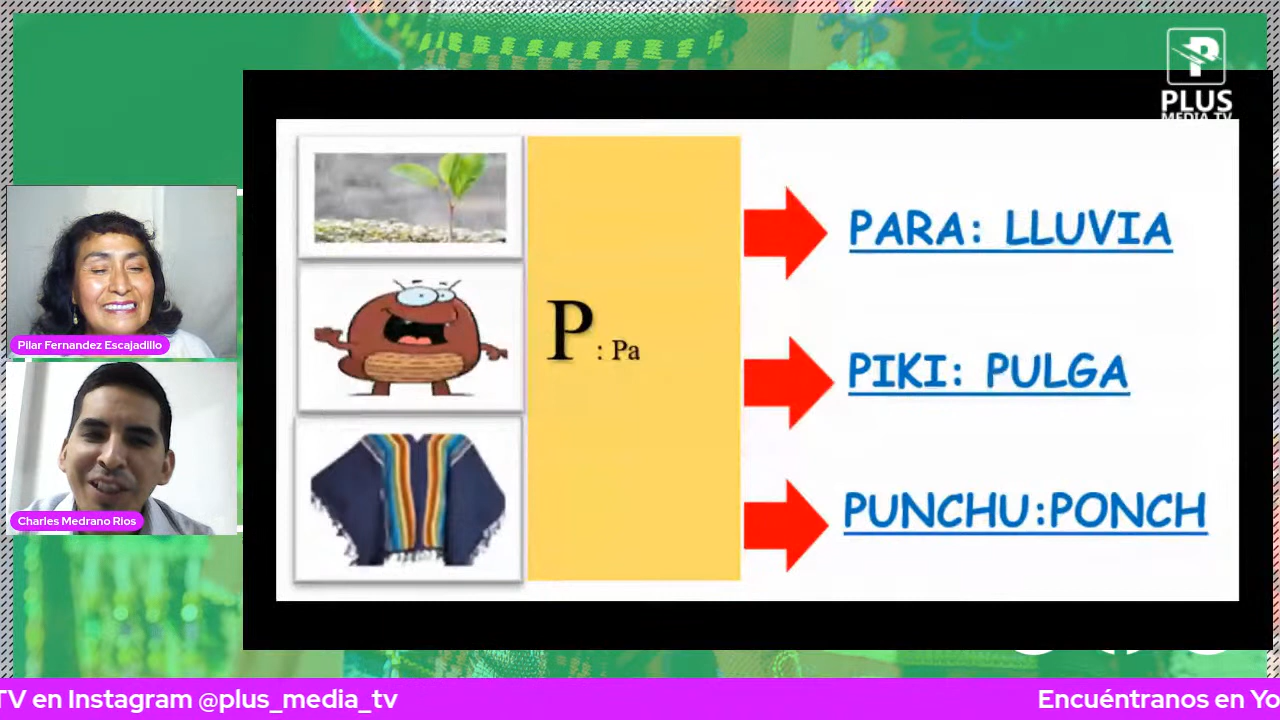 PLUS
MEDIA TV
PARA: LLUVIA
P : Pa
PIKI: PULGA
PUNCHU:PONCH
Pilar Fernandez Escajadillo
Charles Medrano Rios
TV en Instagram @plus_media_tv
Encuéntranos en Yo